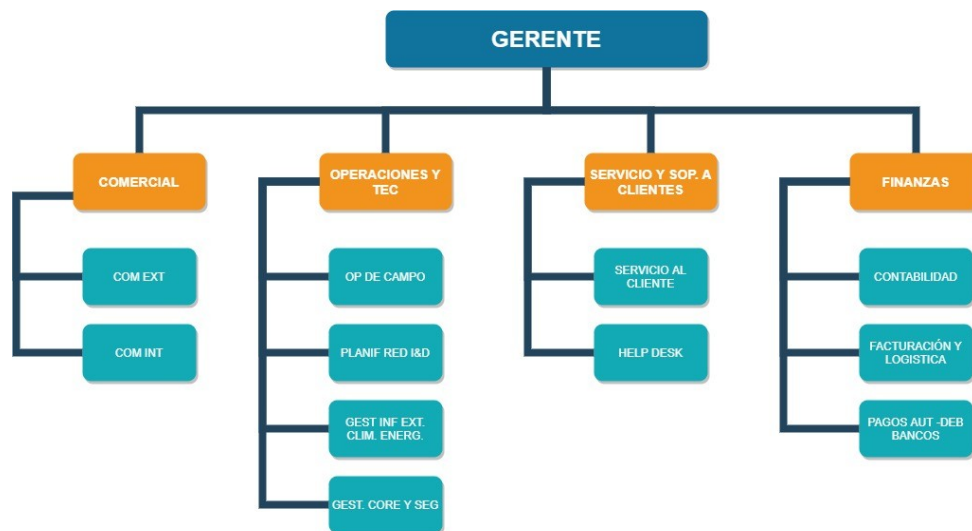 GERENTE
COMERCIAL
COM EXT
COM INT
OPERACIONES Y
TEC
OP DE CAMPO
PLANIF RED I&D
GEST INF EXT.
CLIM. ENERG.
GEST. CORE Y SEG
SERVICIO Y SOP. A
CLIENTES
SERVICIO AL
CLIENTE
HELP DESK
FINANZAS
CONTABILIDAD
FACTURACIÓN Y
LOGISTICA
PAGOS AUT -DEB
BANCOS